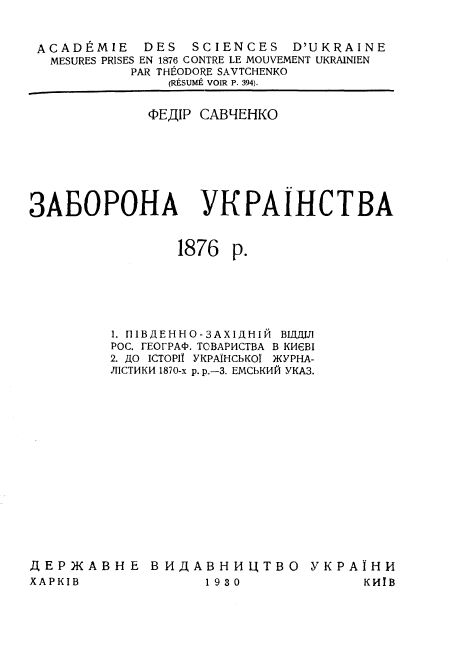 ACADÉMIE DES SCIENCES D'UKRAINE
MESURES PRISES EN 1876 CONTRE LE MOUVEMENT UKRAINIEN
PAR THÉODORE SAVTCHENKO
(RÉSUMÉ VOIR P. 394).
ФЕДІР САВЧЕНКО
ЗАБОРОНА УКРАЇНСТВА
1876 р.
1. ПІВДЕННО-ЗАХІДНІЙ ВІДДІЛ
РОС. ГЕОГРАФ. ТОВАРИСТВА В КИЄВІ
2. ДО ІСТОРІЇ УКРАЇНСЬКОЇ ЖУРНА-
ЛІСТИКИ 1870-х р. р.—3. ЕМСЬКИЙ УКАЗ.
ДЕРЖАВНЕ ВИДАВНИЦТВО УКРАЇНИ
ХАРКІВ 1930 КИЇВ